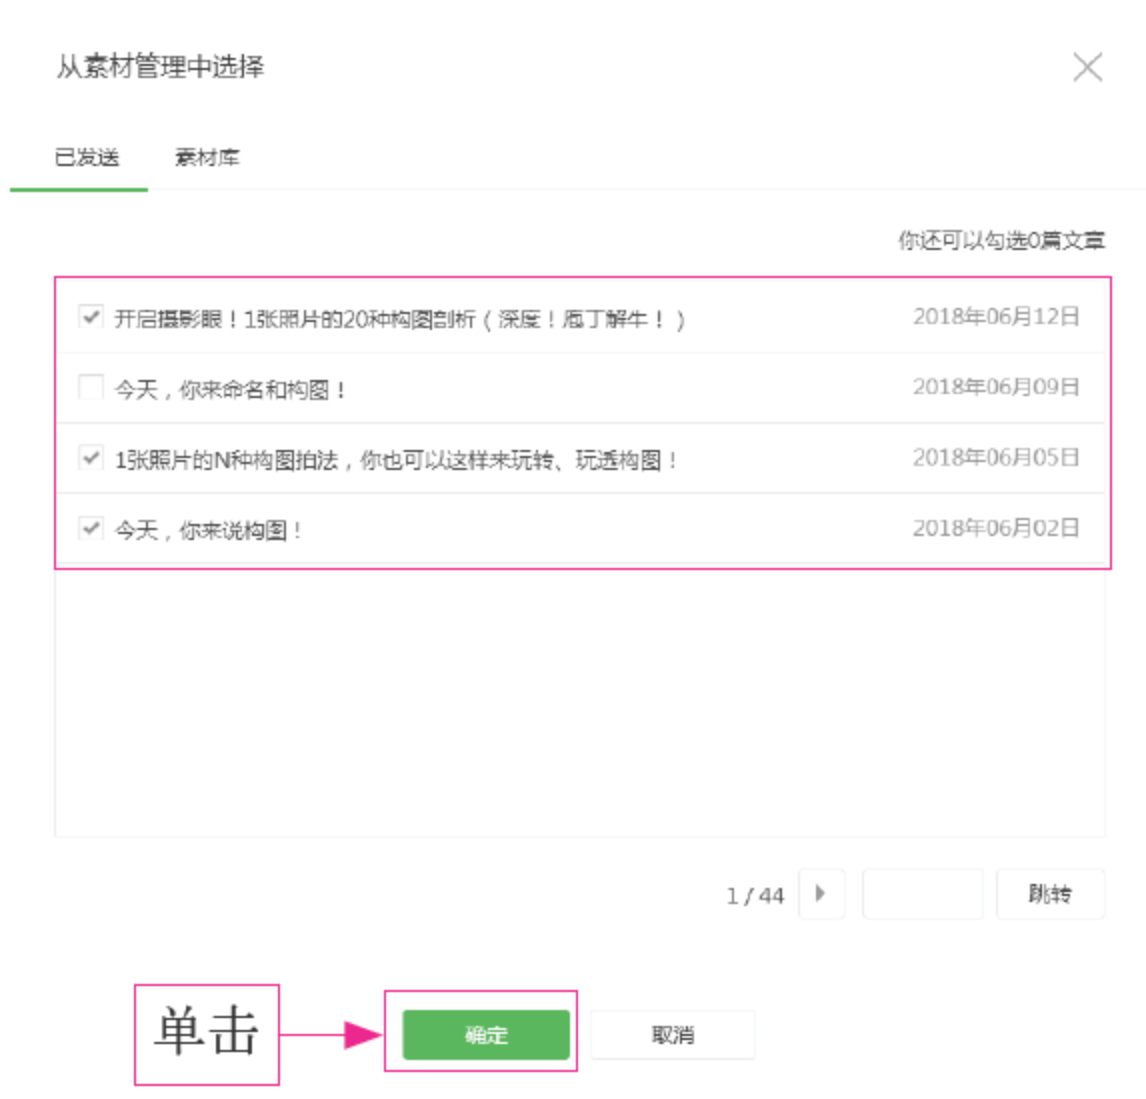 从素材管理中选择
已发送 素材库
你还可以勾选0篇文章
开启摄影眼！1张照片的20种构图剖析（深度！庖丁解牛！） 2018年06月12日
今天，你来命名和构图！ 2018年06月09日
1张照片的N种构图拍法，你也可以这样来玩转、玩透构图！ 2018年06月05日
今天，你来说构图！ 2018年06月02日
1/44 跳转
单击 确定 取消